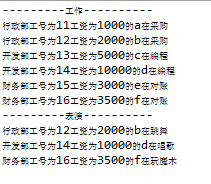 ----------工作-----------
行政部工号为11工资为1000的a在采购
行政部工号为12工资为2000的b在采购
开发部工号为13工资为5000的c在编程
开发部工号为14工资为10000的d在编程
财务部工号为15工资为3000的e在对账
财务部工号为16工资为3500的f在对账
----------表演-----------
行政部工号为12工资为2000的b在跳舞
开发部工号为14工资为10000的d在唱歌
财务部工号为16工资为3500的f在玩魔术